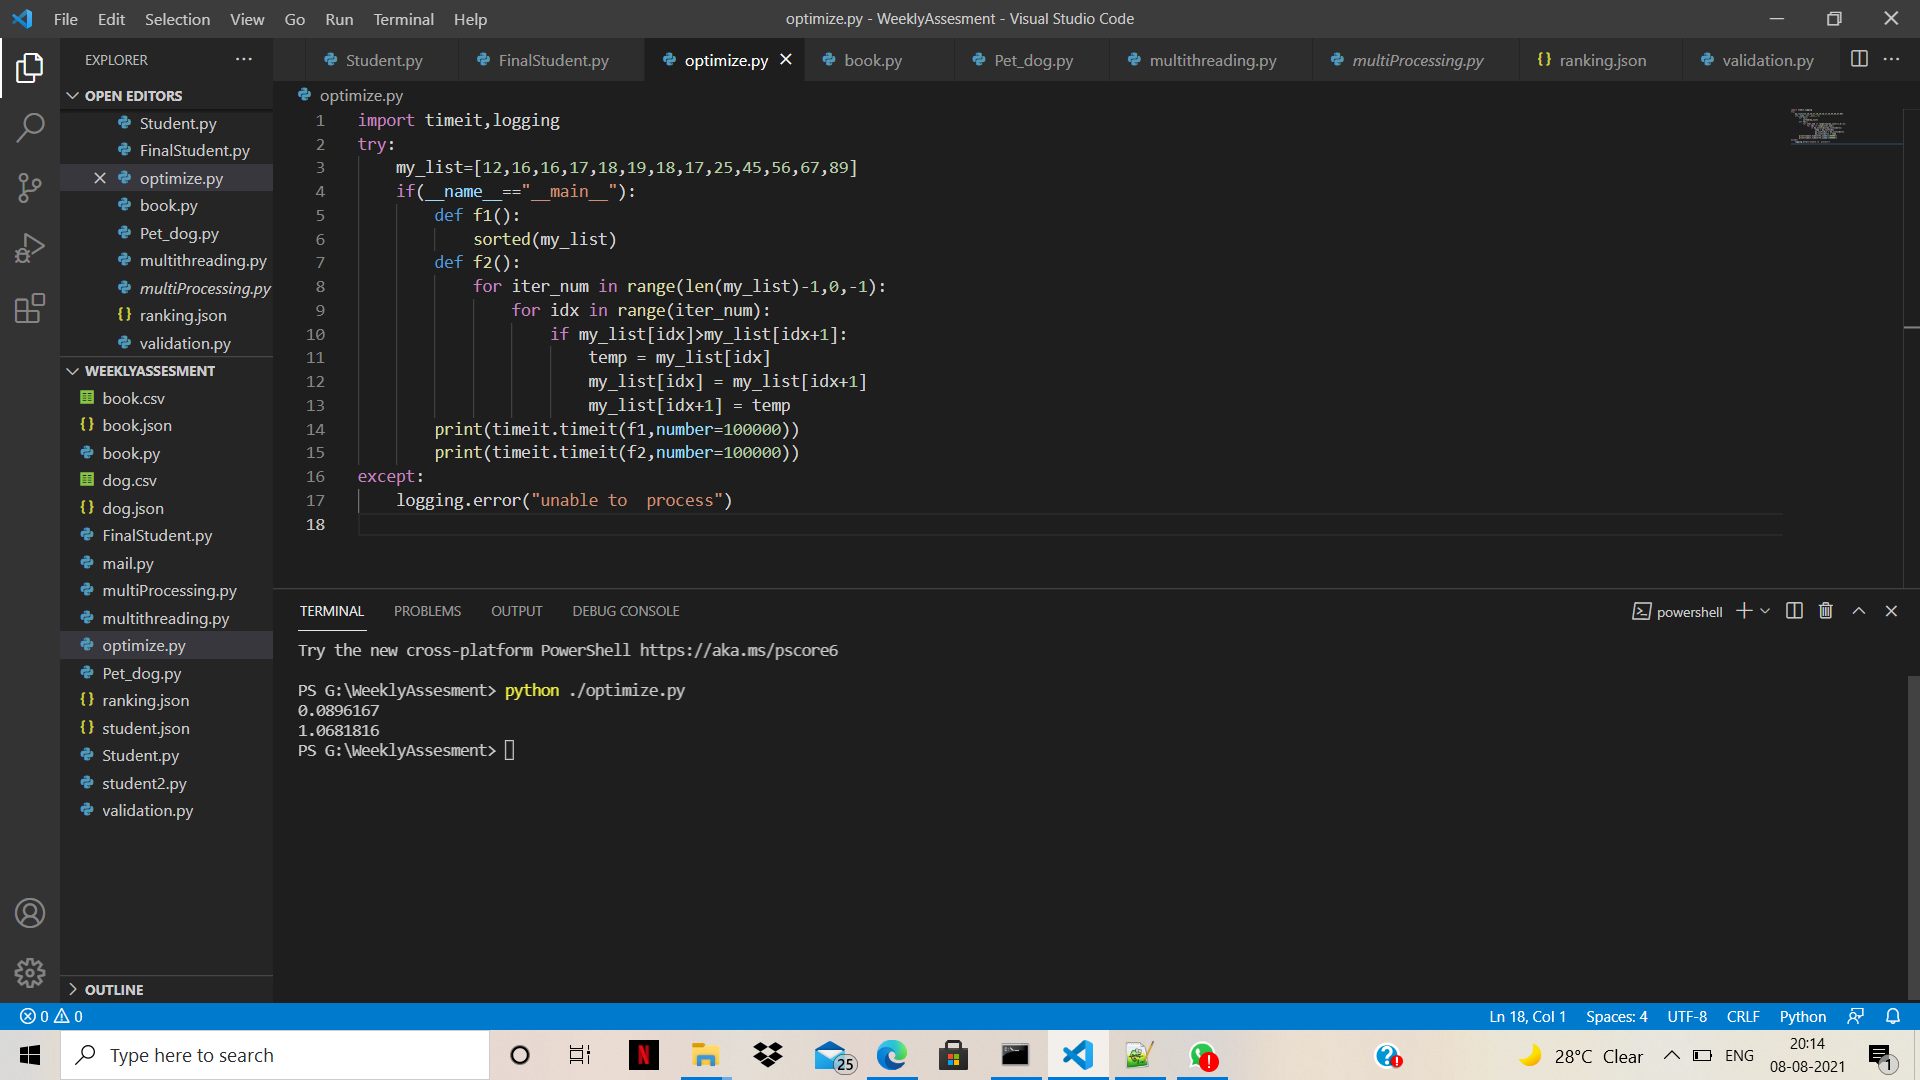 File Edit Selection View Go Run Terminal Help
optimize.py - WeeklyAssesment - Visual Studio Code
EXPLORER
Student.py FinalStudent.py optimize.py book.py Pet_dog.py multithreading.py multiProcessing.py {} ranking.json validation.py
OPEN EDITORS
Student.py
FinalStudent.py
optimize.py
book.py
Pet_dog.py
multithreading.py
multiProcessing.py
{} ranking.json
validation.py
WEEKLYASSESMENT
book.csv
{} book.json
book.py
dog.csv
{} dog.json
FinalStudent.py
mail.py
multiProcessing.py
multithreading.py
optimize.py
Pet_dog.py
{} ranking.json
{} student.json
Student.py
student2.py
validation.py
OUTLINE
optimize.py
1 import timeit,logging
2 try:
3 my_list=[12,16,16,17,18,19,18,17,25,45,56,67,89]
4 if(__name__=="__main__"):
5 def f1():
6 sorted(my_list)
7 def f2():
8 for iter_num in range(len(my_list)-1,0,-1):
9 for idx in range(iter_num):
10 if my_list[idx]>my_list[idx+1]:
11 temp = my_list[idx]
12 my_list[idx] = my_list[idx+1]
13 my_list[idx+1] = temp
14 print(timeit.timeit(f1,number=100000))
15 print(timeit.timeit(f2,number=100000))
16 except:
17 logging.error("unable to  process")
18
TERMINAL PROBLEMS OUTPUT DEBUG CONSOLE
powershell
Try the new cross-platform PowerShell https://aka.ms/pscore6
PS G:\WeeklyAssesment> python ./optimize.py
0.0896167
1.0681816
PS G:\WeeklyAssesment>
0 0
Ln 18, Col 1 Spaces: 4 UTF-8 CRLF Python
Type here to search
N
25
28°C Clear
ENG
20:14
08-08-2021
1